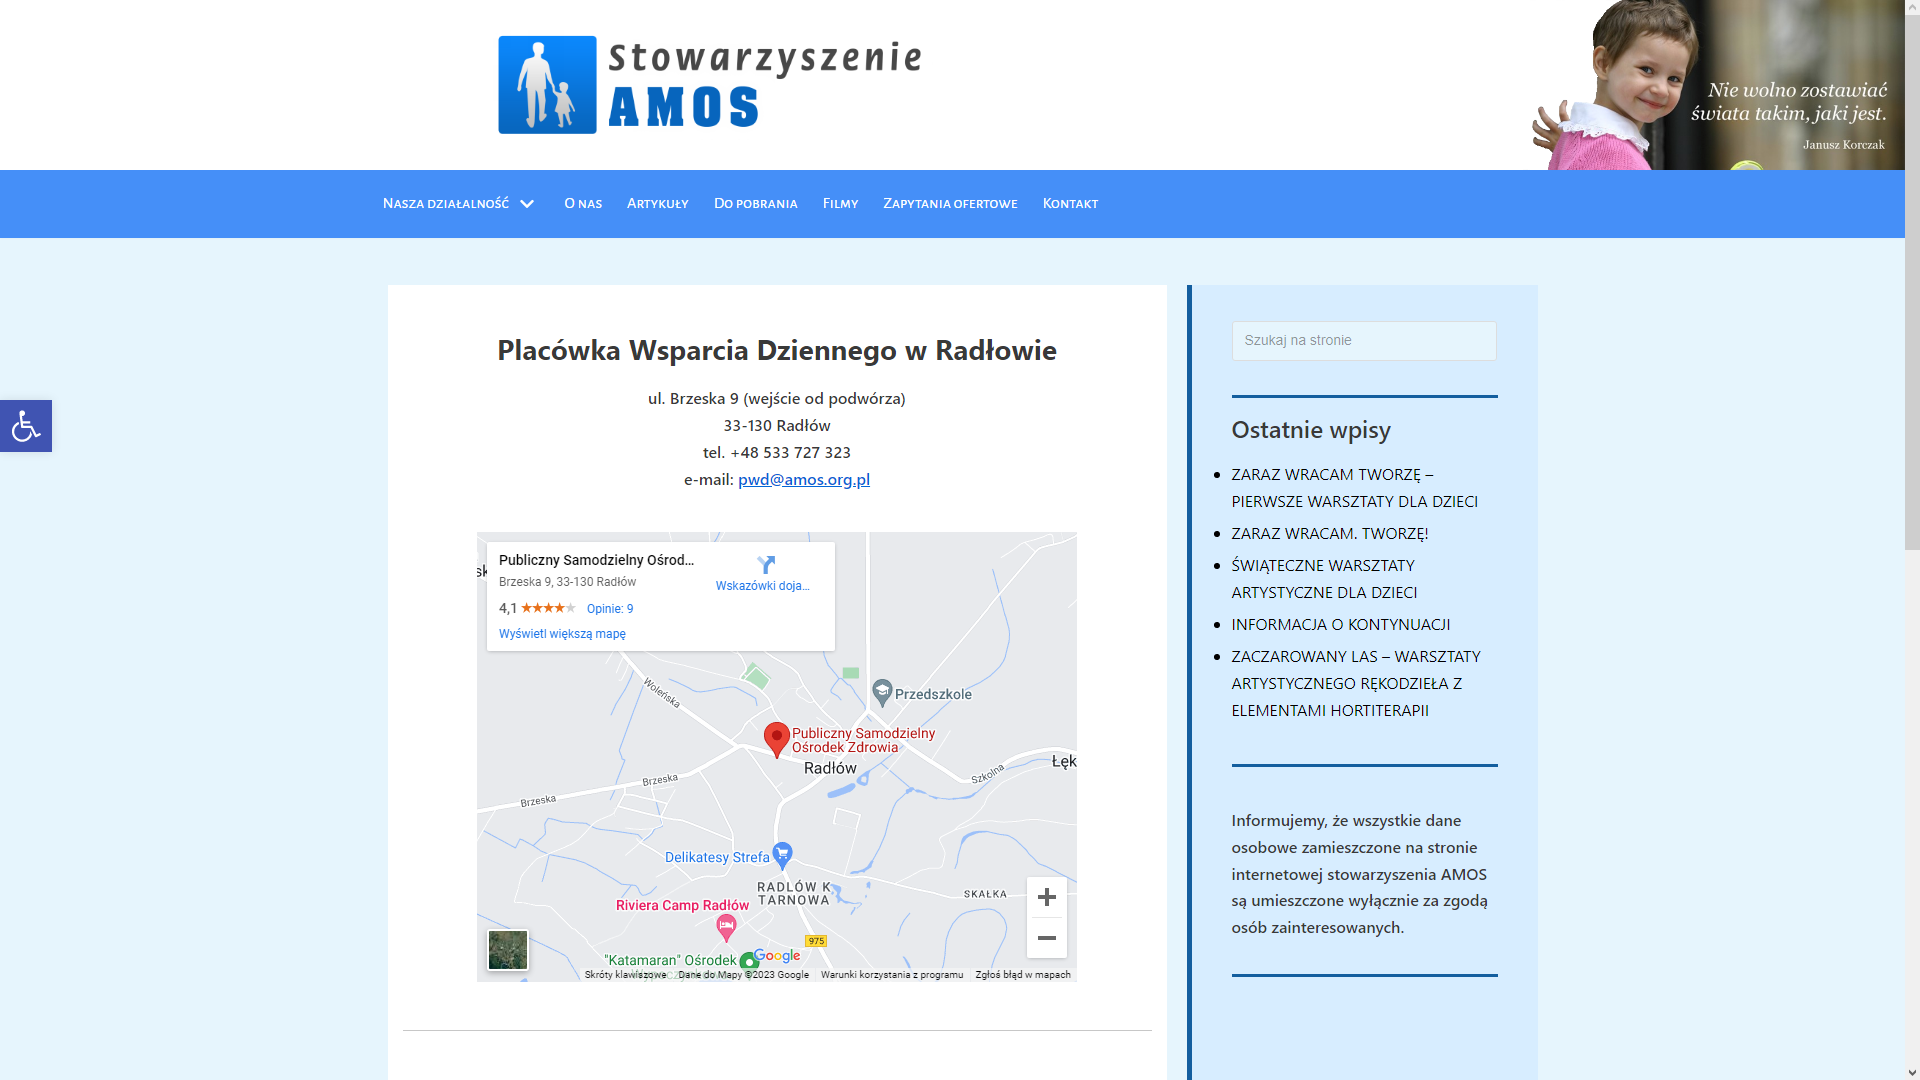 Stowarzyszenie
AMOS
Nie wolno zostawiać
świata takim, jaki jest.
Janusz Korczak
Nasza działalność
O nas
Artykuły
Do pobrania
Filmy
Zapytania ofertowe
Kontakt
Placówka Wsparcia Dziennego w Radłowie
ul. Brzeska 9 (wejście od podwórza)
33-130 Radłów
tel. +48 533 727 323
e-mail: pwd@amos.org.pl
Publiczny Samodzielny Ośrod...
Brzeska 9, 33-130 Radłów
4,1
Opinie: 9
Wyświetl większą mapę
Wskazówki doja...
sk
Woleńska
Przedszkole
Publiczny Samodzielny
Ośrodek Zdrowia
Radłów
Łęk
Szkolna
Brzeska
Brzeska
Delikatesy Strefa
RADLÓW K
TARNOWA
SKAŁKA
Riviera Camp Radłów
975
"Katamaran" Ośrodek
Google
Skróty klawiszowe
Dane do Mapy ©2023 Google
Warunki korzystania z programu
Zgłoś błąd w mapach
Szukaj na stronie
Ostatnie wpisy
ZARAZ WRACAM TWORZĘ –
PIERWSZE WARSZTATY DLA DZIECI
ZARAZ WRACAM. TWORZĘ!
ŚWIĄTECZNE WARSZTATY
ARTYSTYCZNE DLA DZIECI
INFORMACJA O KONTYNUACJI
ZACZAROWANY LAS – WARSZTATY
ARTYSTYCZNEGO RĘKODZIEŁA Z
ELEMENTAMI HORTITERAPII
Informujemy, że wszystkie dane
osobowe zamieszczone na stronie
internetowej stowarzyszenia AMOS
są umieszczone wyłącznie za zgodą
osób zainteresowanych.